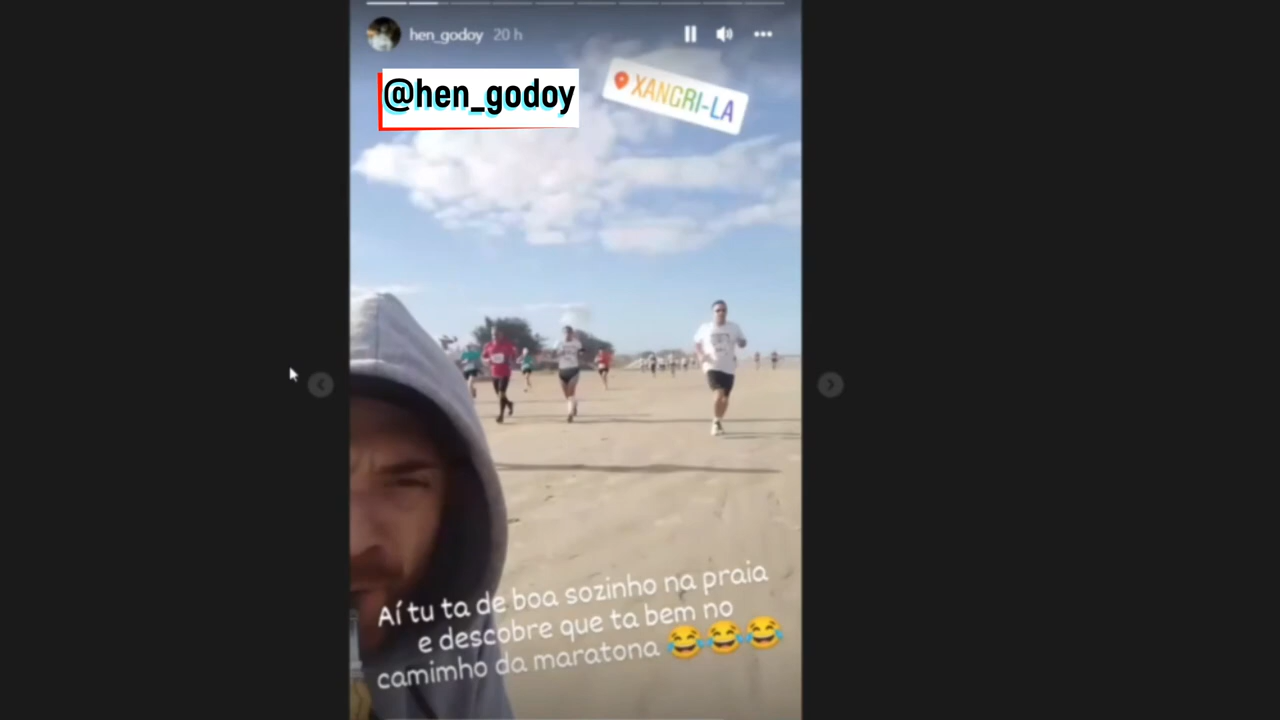 hen_godoy 20 h
@hen_godoy
XANGRI-LA
Aí tu ta de boa sozinho na praia
e descobre que ta bem no
camimho da maratona 😂😂😂